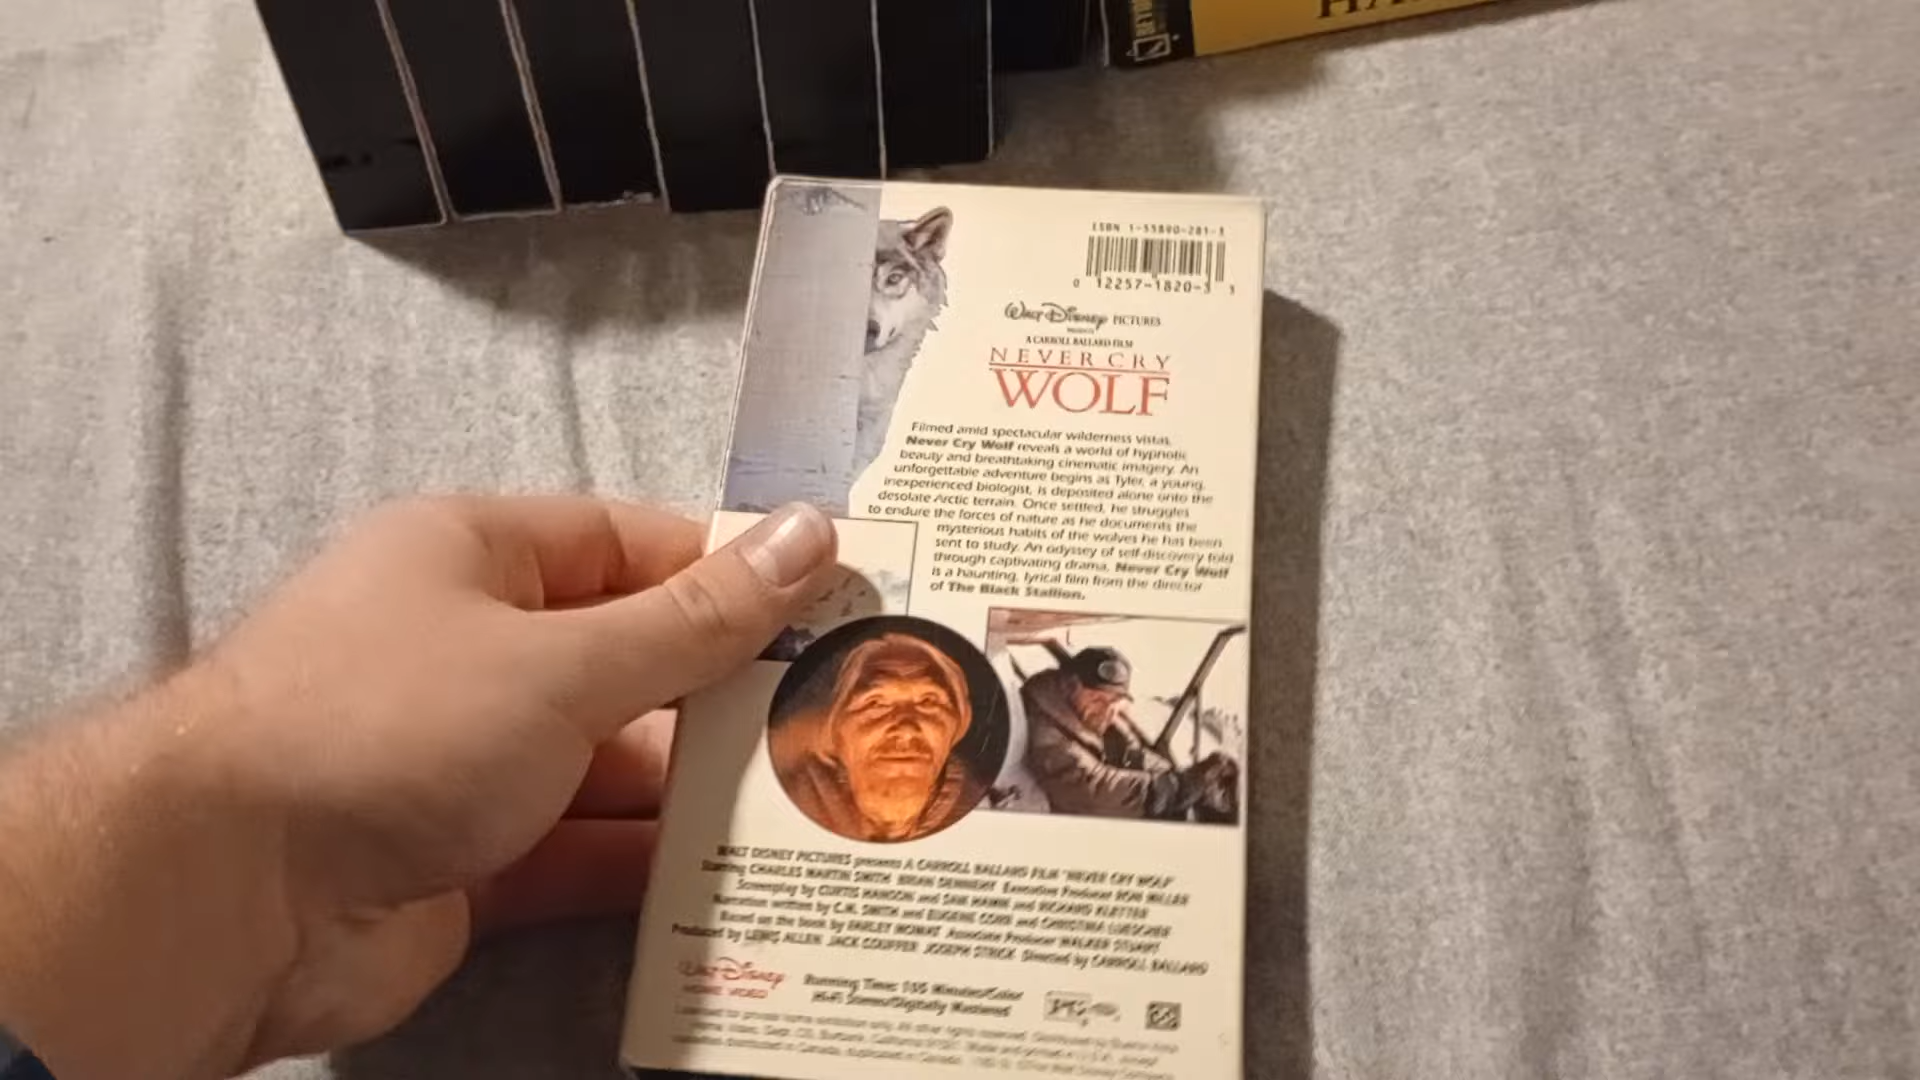 HA
ISBN 1-55890-281-3
0 12257-1820-3 3
Walt Disney PICTURES
PRESENTS
A CARROLL BALLARD FILM
NEVER CRY
WOLF
Filmed amid spectacular wilderness vistas,
Never Cry Wolf reveals a world of hypnotic
beauty and breathtaking cinematic imagery. An
unforgettable adventure begins as Tyler, a young,
inexperienced biologist, is deposited alone onto the
desolate Arctic terrain. Once settled, he struggles
to endure the forces of nature as he documents the
mysterious habits of the wolves he has been
sent to study. An odyssey of self-discovery told
through captivating drama, Never Cry Wolf
is a haunting, lyrical film from the director
of The Black Stallion.
WALT DISNEY PICTURES presents A CARROLL BALLARD FILM "NEVER CRY WOLF"
Starring CHARLES MARTIN SMITH BRIAN DENNEHY Executive Producer RON MILLER
Screenplay by CURTIS HANSON and SAM HAMM and RICHARD KLETTER
Narration written by C.M. SMITH and EUGENE CORR and CHRISTINA LUESCHER
Based on the book by FARLEY MOWAT Associate Producer WALKER STUART
Produced by LEWIS ALLEN JACK COUFFER JOSEPH STRICK Directed by CARROLL BALLARD
Walt Disney
HOME VIDEO
Running Time: 105 Minutes/Color
Hi-Fi Stereo/Digitally Mastered
PG